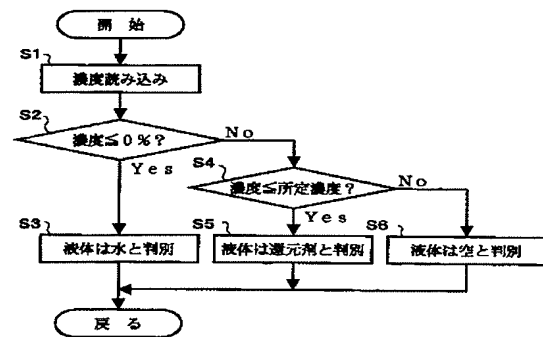 開 始
S1
濃度読み込み
S2
濃度≦0%?
No
Yes
S4
濃度≦所定濃度?
No
Yes
S3
液体は水と判別
S5
液体は還元剤と判別
S6
液体は空と判別
戻 る